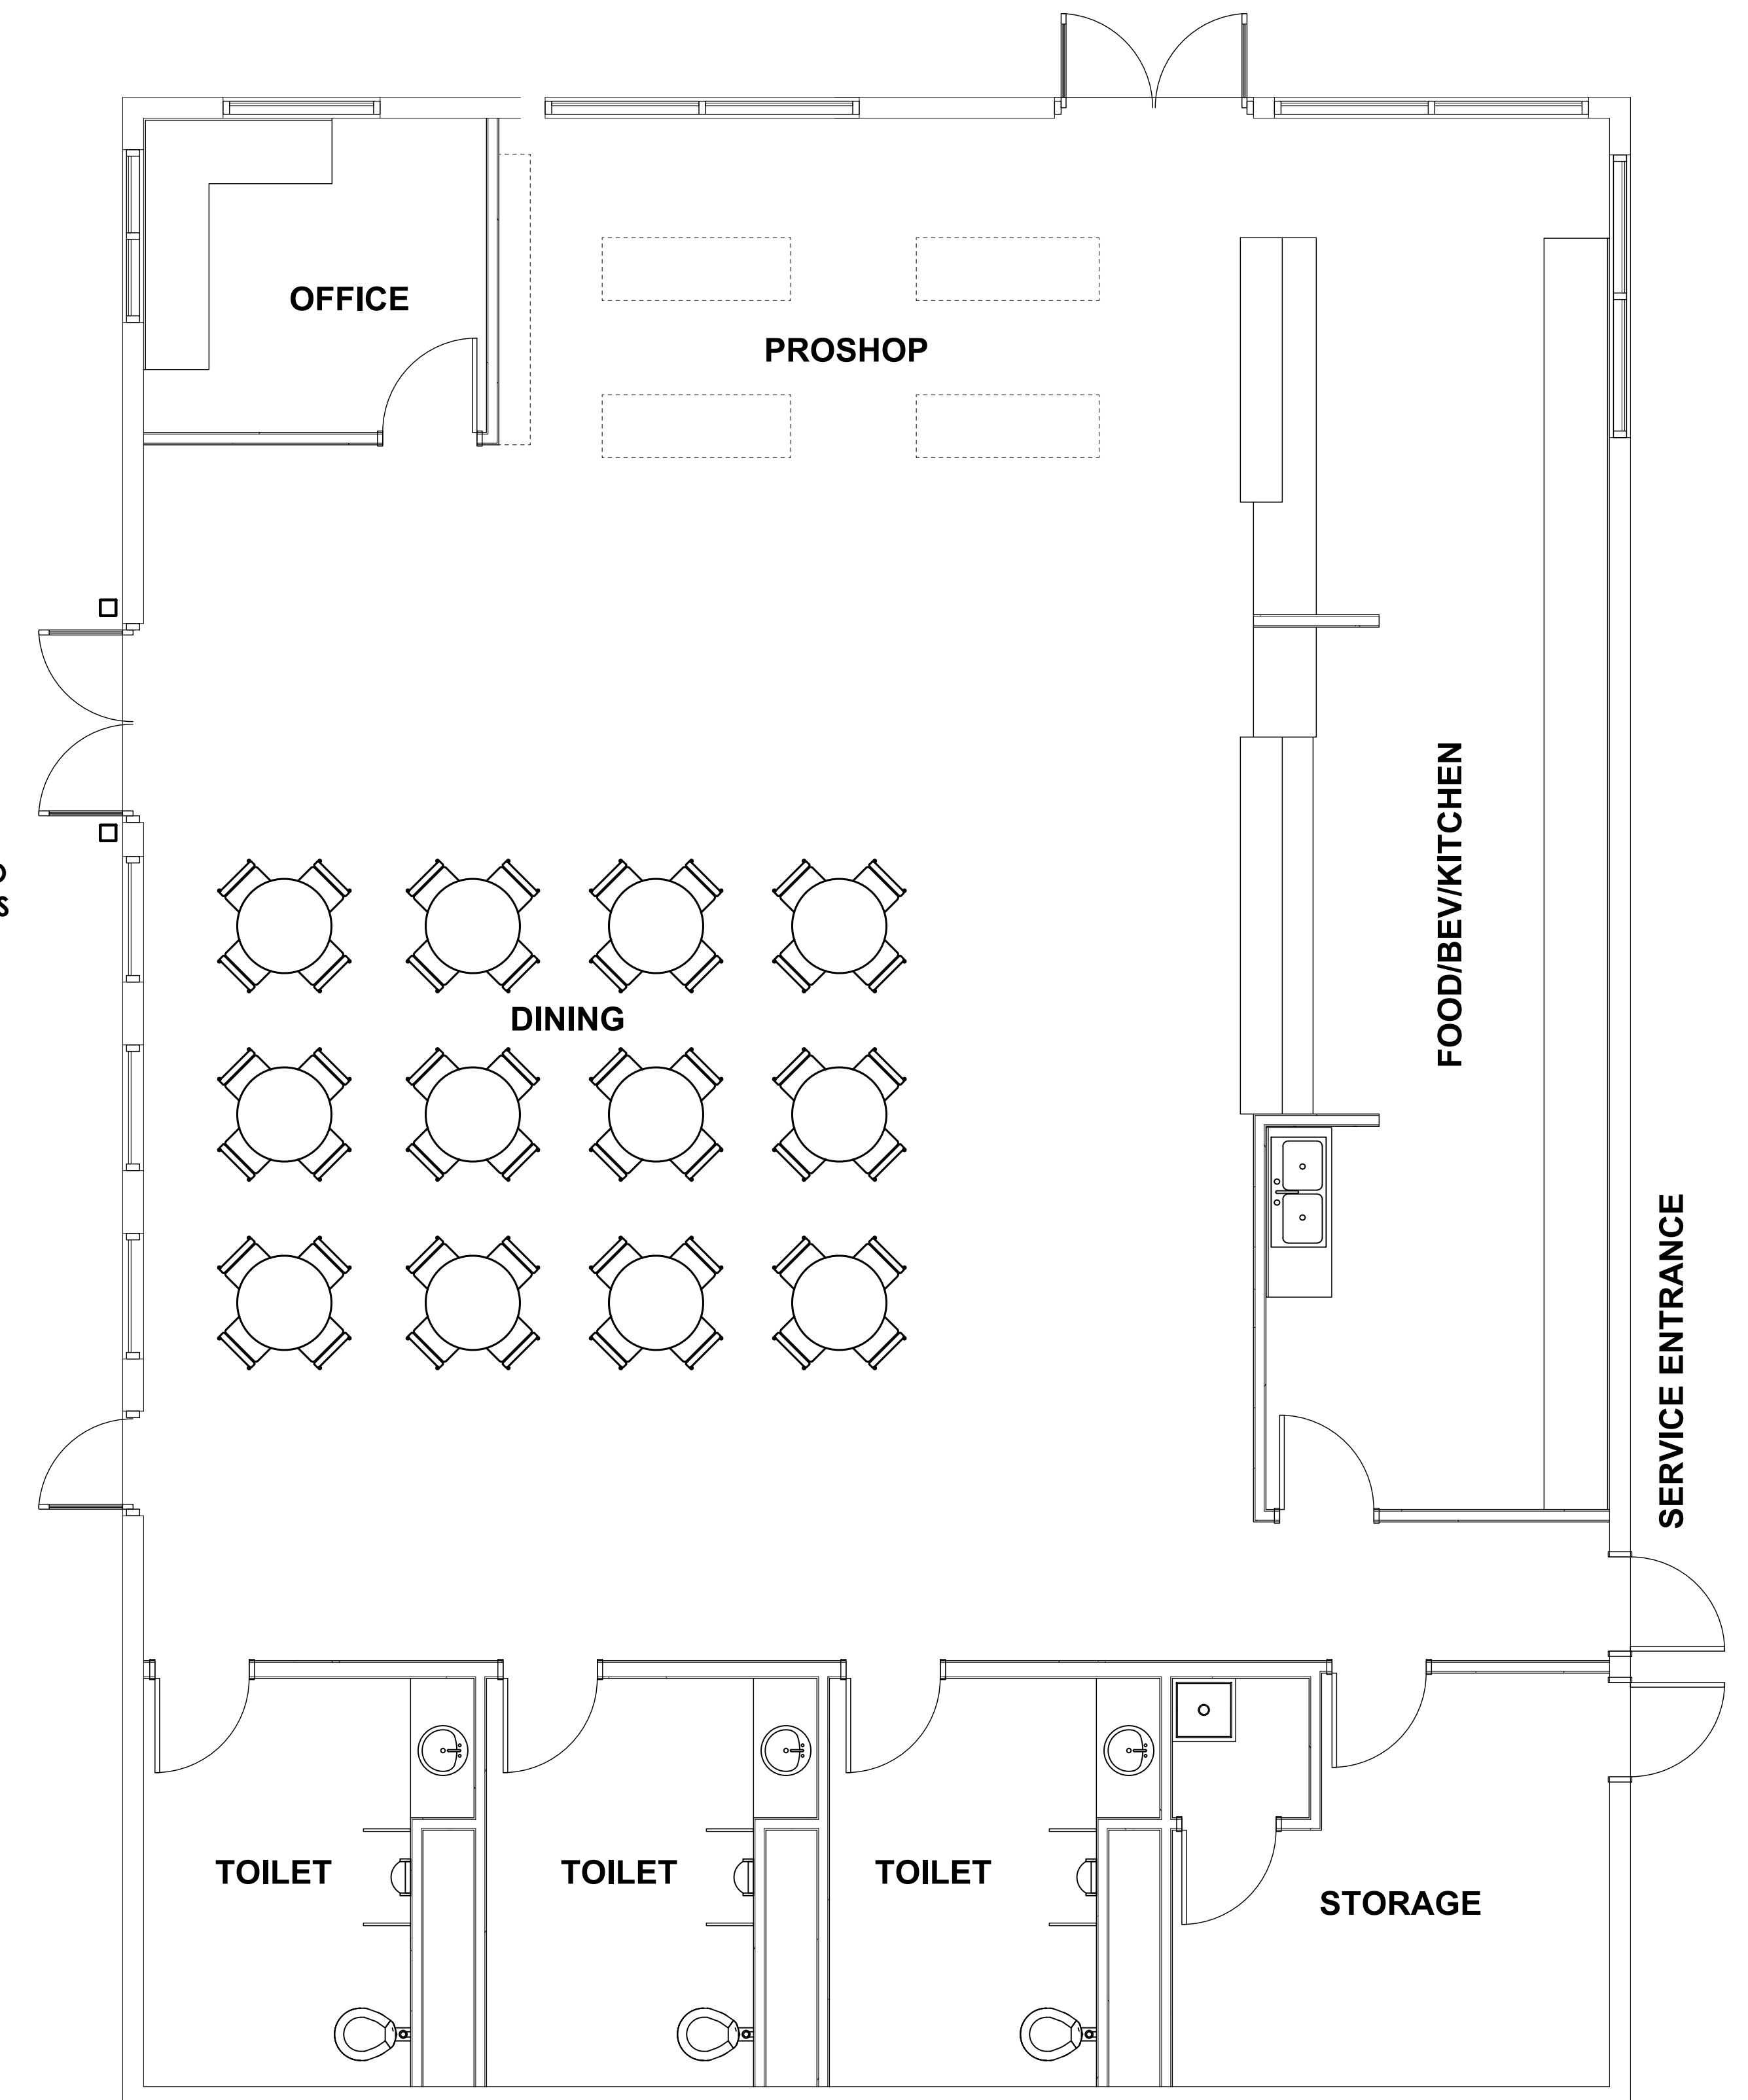 OFFICE
PROSHOP
FOOD/BEV/KITCHEN
DINING
SERVICE ENTRANCE
TOILET
TOILET
TOILET
STORAGE